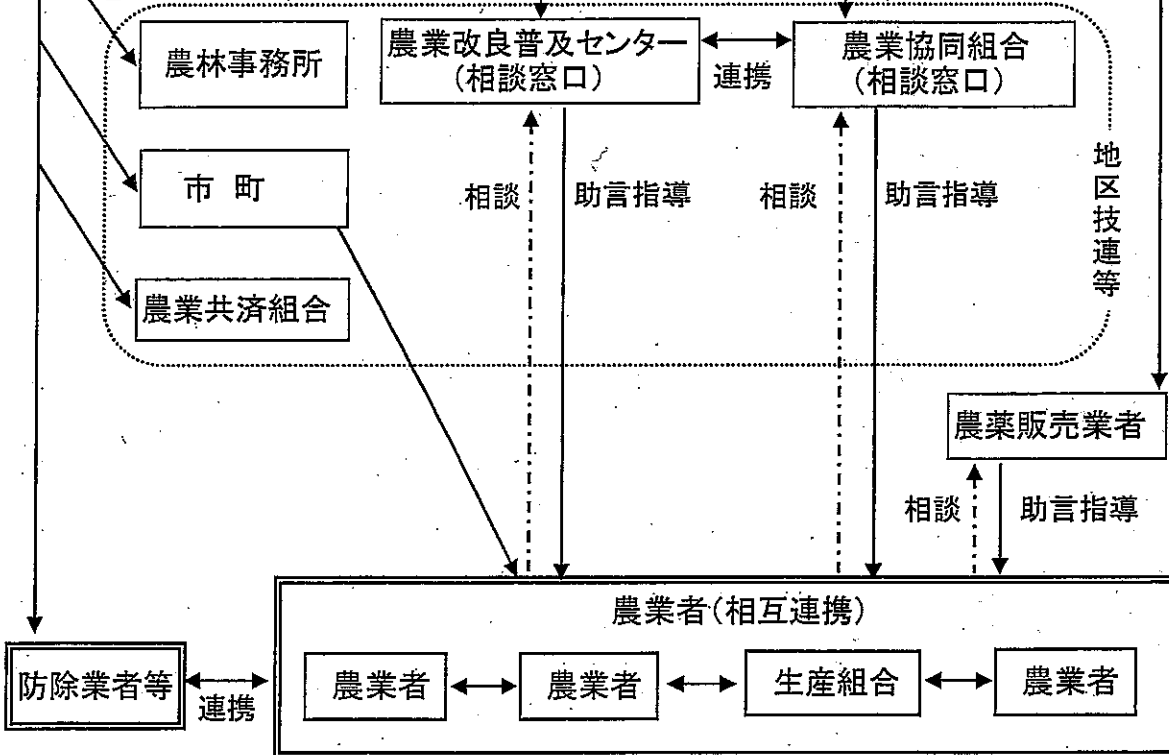 農林事務所
農業改良普及センター
(相談窓口)
連携
農業協同組合
(相談窓口)
市 町
農業共済組合
相談
助言指導
相談
助言指導
地区技連等
農薬販売業者
相談
助言指導
農業者(相互連携)
防除業者等
連携
農業者
農業者
生産組合
農業者